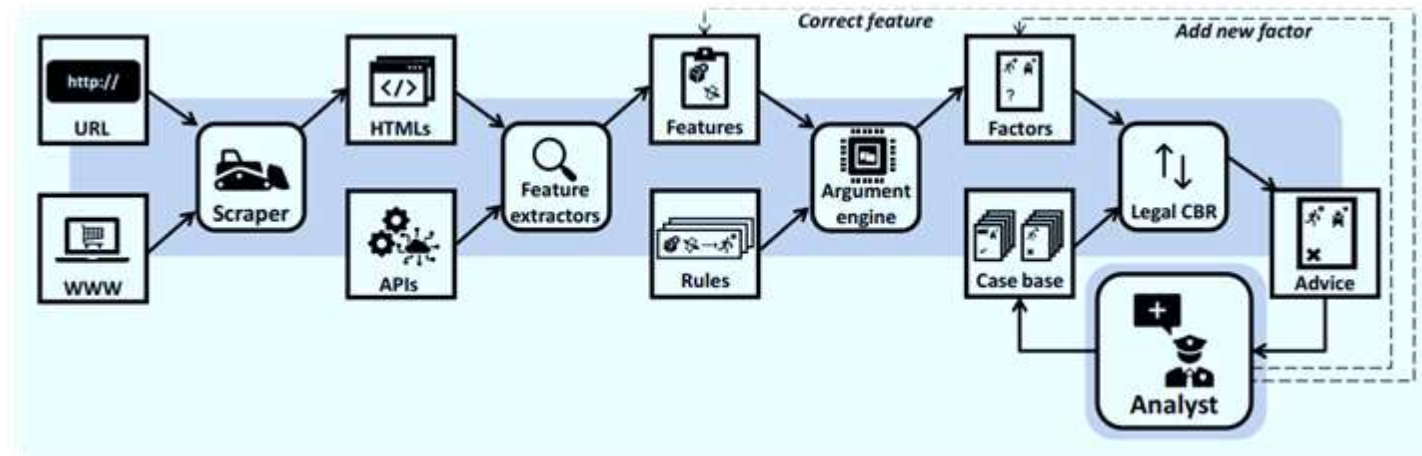 Correct feature
Add new factor
http://
URL
</>
HTMLs
Features
Factors
?
Scraper
Feature
extractors
Argument
engine
Legal CBR
WWW
APIs
Rules
Case base
Advice
Analyst